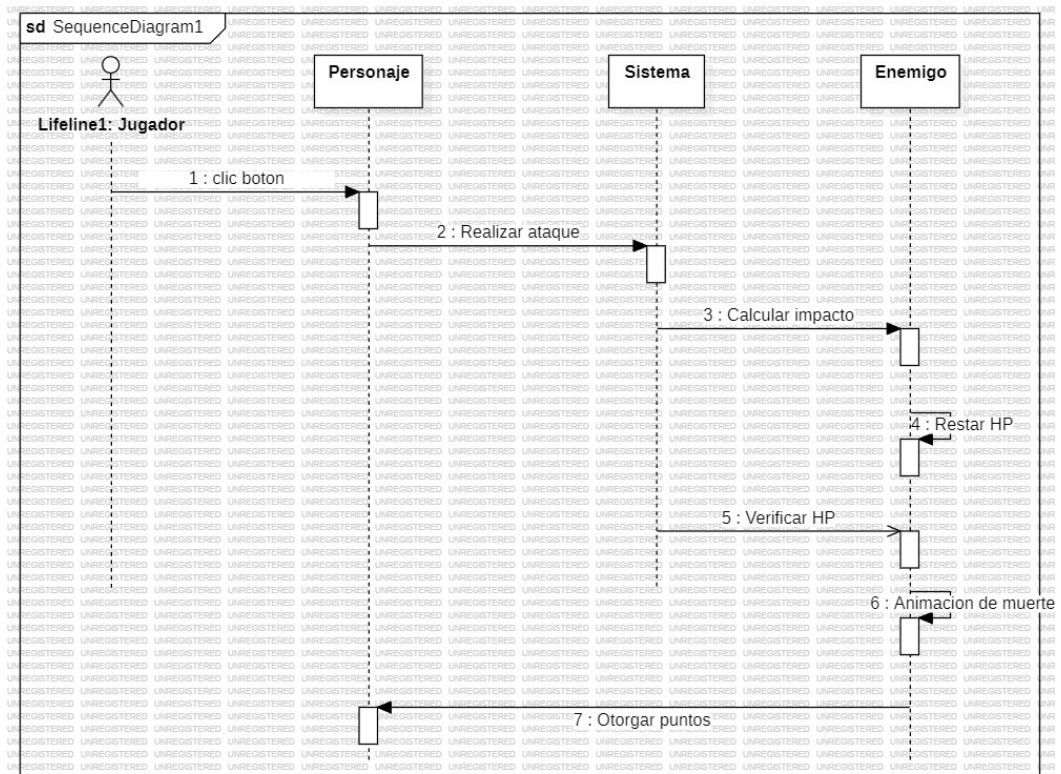 sd SequenceDiagram1
Personaje
Sistema
Enemigo
Lifeline1: Jugador
1 : clic boton
2 : Realizar ataque
3 : Calcular impacto
4 : Restar HP
5 : Verificar HP
6 : Animacion de muerte
7 : Otorgar puntos
UNREGISTERED